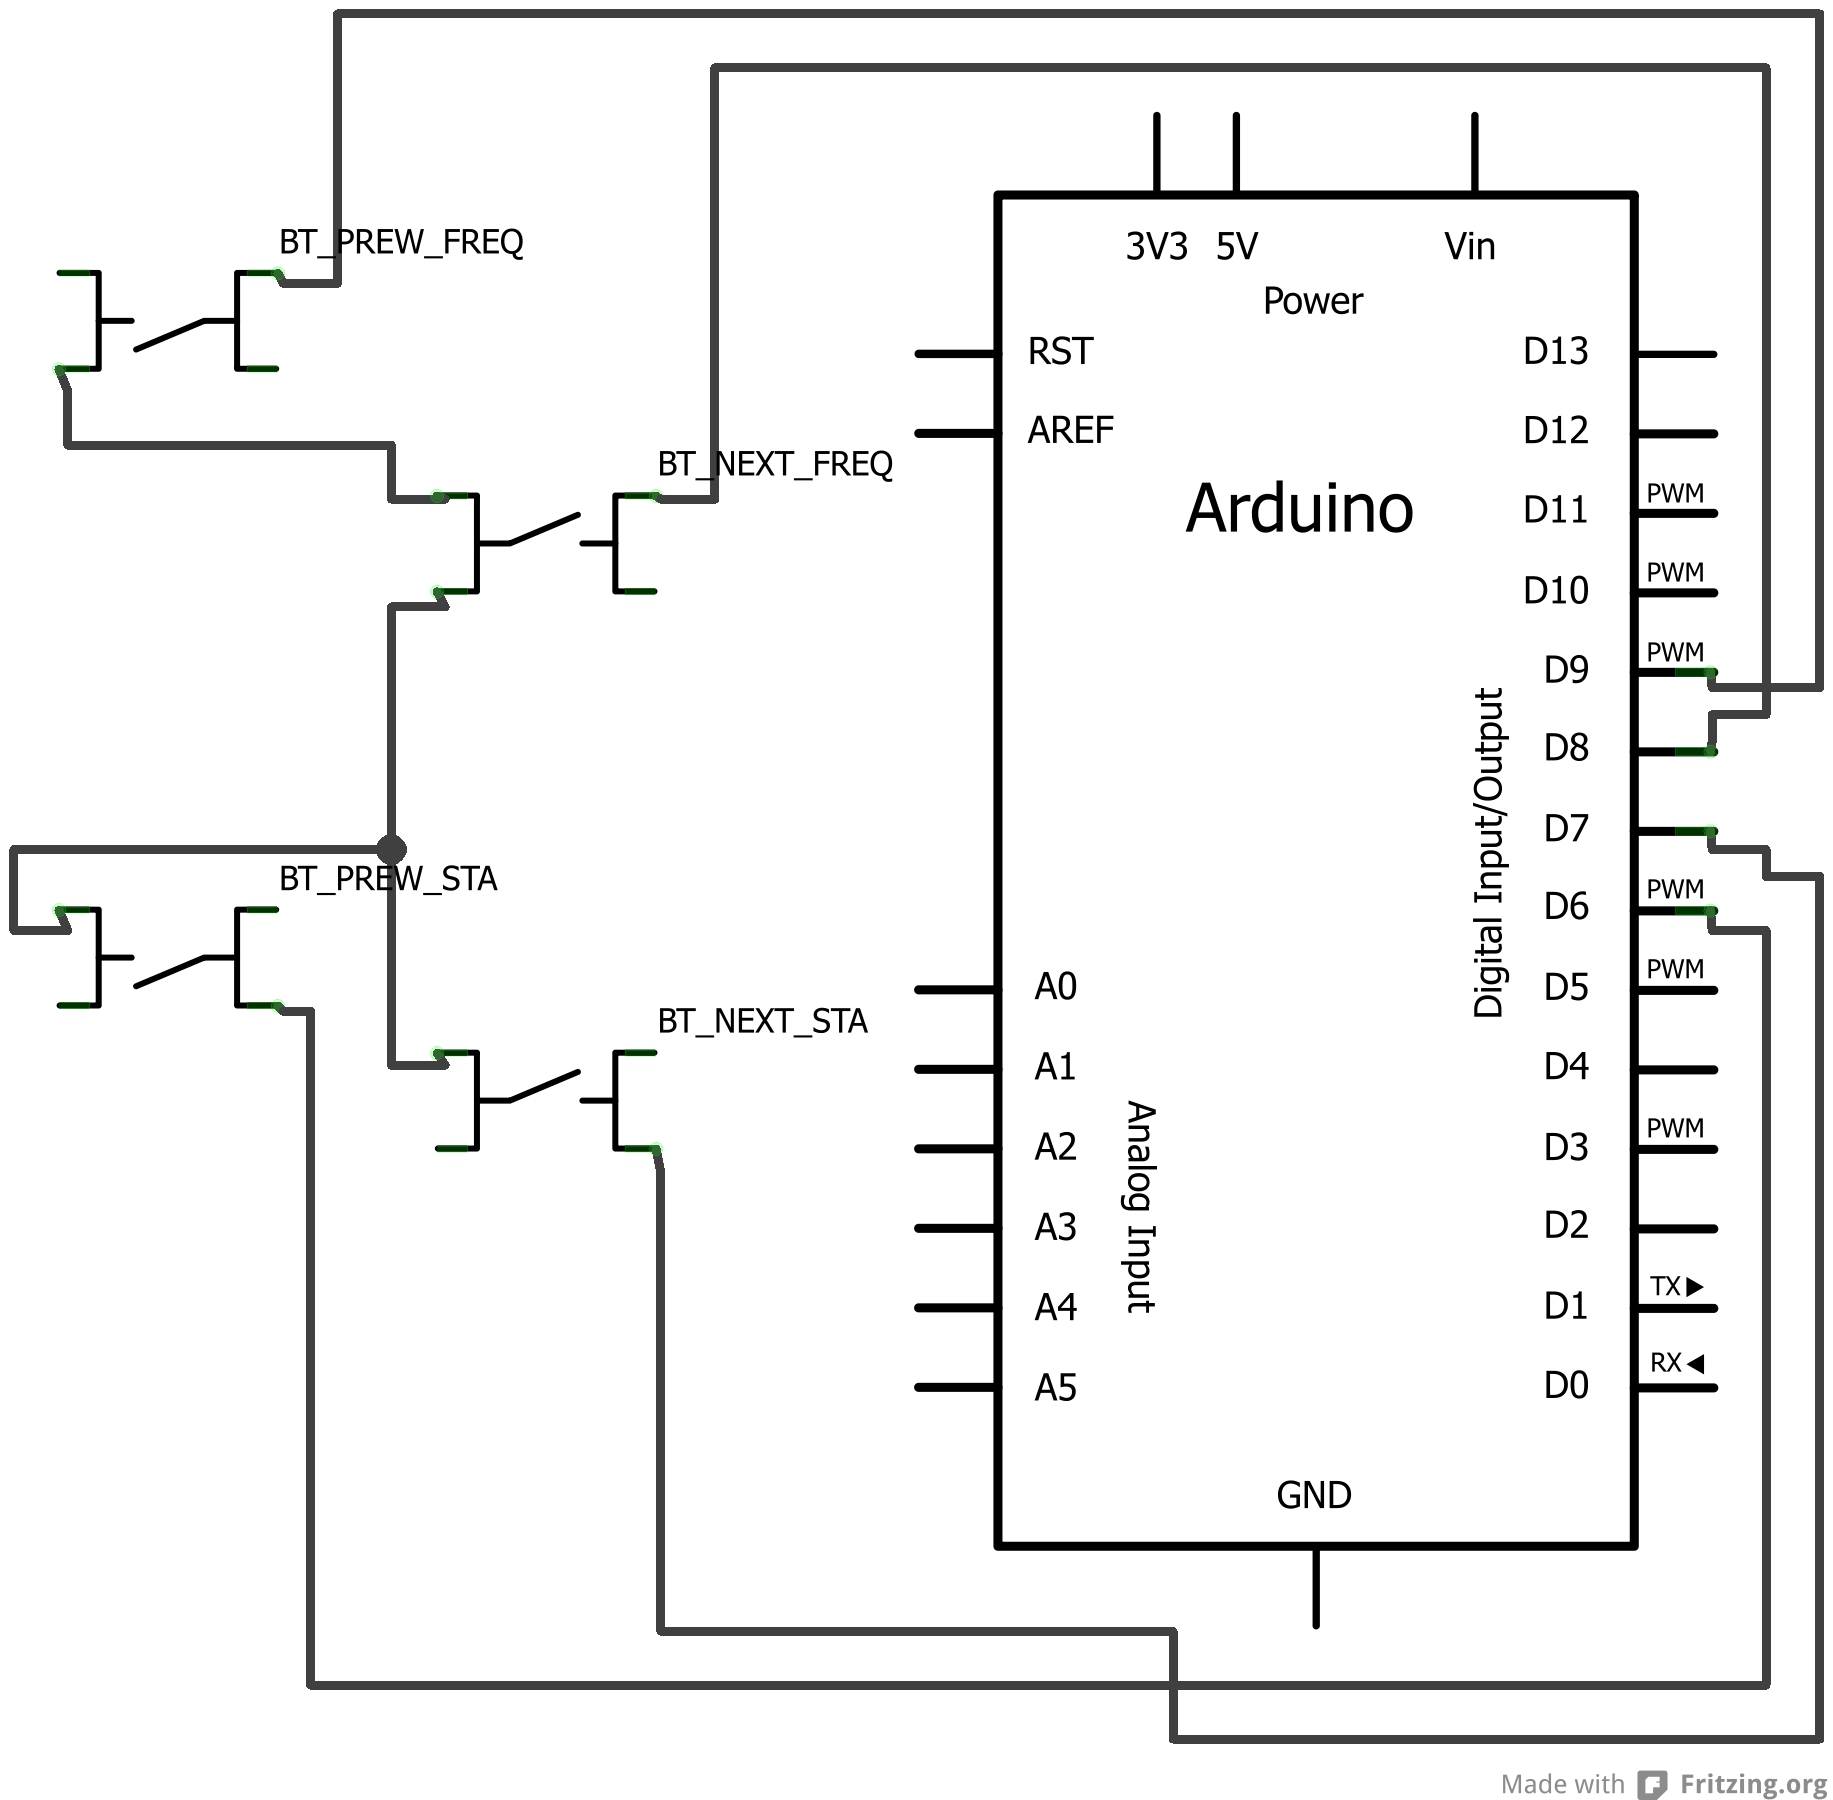 BT_PREW_FREQ
3V3 5V Vin
Power
RST D13
AREF D12
BT_NEXT_FREQ
Arduino
PWM
D11
PWM
D10
PWM
D9
D8
Digital Input/Output
D7
BT_PREW_STA
PWM
D6
PWM
A0 D5
BT_NEXT_STA
A1 D4
PWM
A2 D3
Analog Input
A3 D2
TX
A4 D1
RX
A5 D0
GND
Made with Fritzing.org